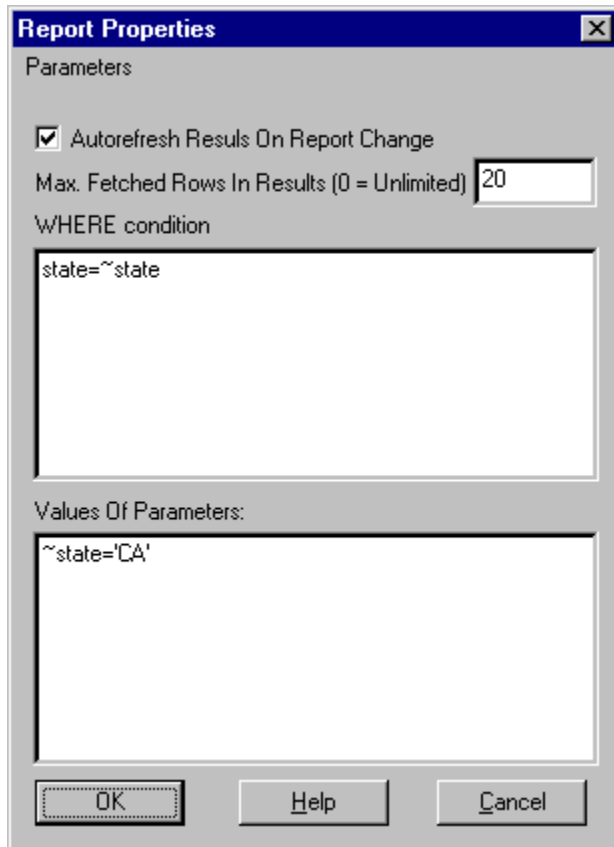 Report Properties
Parameters
Autorefresh Resuls On Report Change
Max. Fetched Rows In Results (0 = Unlimited) 20
WHERE condition
state=~state
Values Of Parameters:
~state='CA'
OK Help Cancel